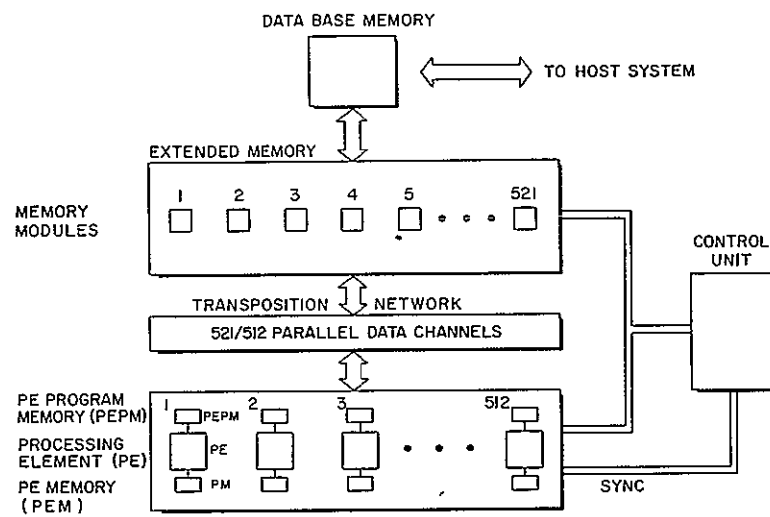 DATA BASE MEMORY
TO HOST SYSTEM
EXTENDED MEMORY
1 2 3 4 5 521
MEMORY
MODULES
CONTROL
UNIT
TRANSPOSITION NETWORK
521/512 PARALLEL DATA CHANNELS
PE PROGRAM
MEMORY (PEPM)
1 2 3 512
PEPM
PROCESSING
ELEMENT (PE)
PE
PE MEMORY
(PEM)
PM
SYNC